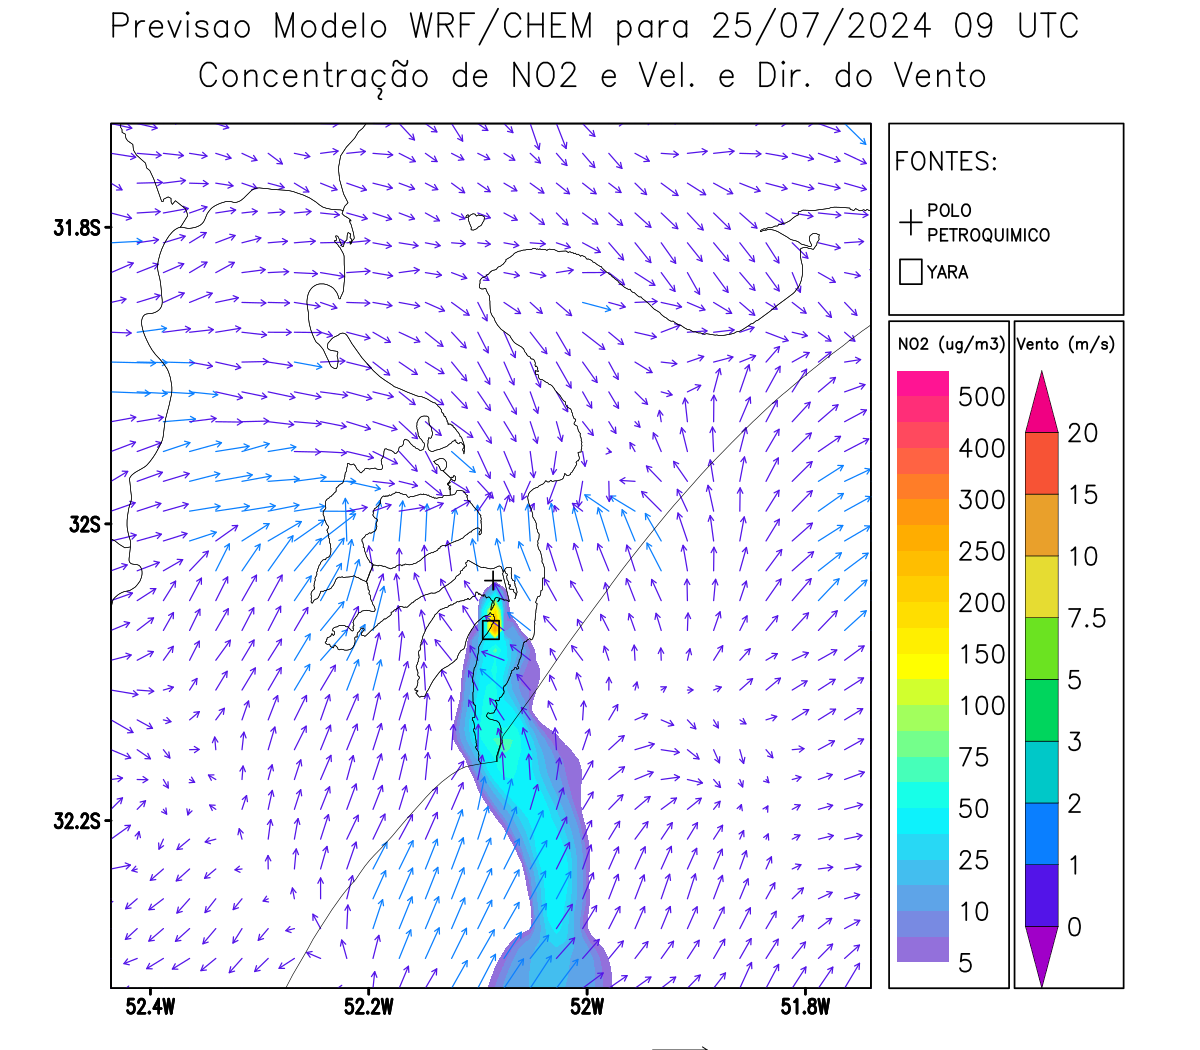 Previsao Modelo WRF/CHEM para 25/07/2024 09 UTC
Concentração de NO2 e Vel. e Dir. do Vento
FONTES:
POLO
PETROQUIMICO
YARA
NO2 (ug/m3)
500
400
300
250
200
150
100
75
50
25
10
5
Vento (m/s)
20
15
10
7.5
5
3
2
1
0
31.8S
32S
32.2S
52.4W
52.2W
52W
51.8W